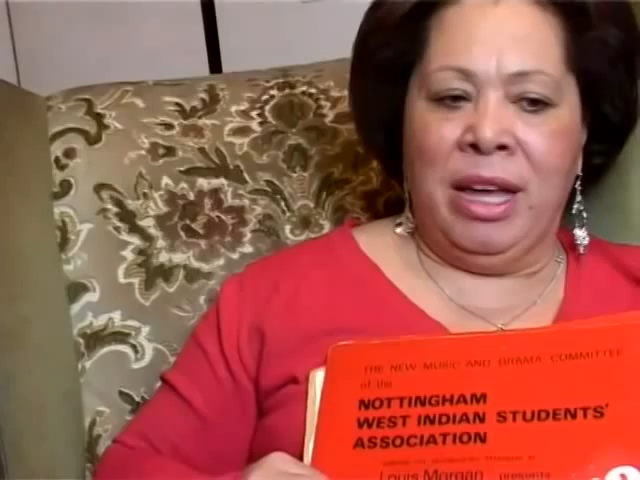 THE NEW MUSIC AND DRAMA COMMITTEE
of the
NOTTINGHAM
WEST INDIAN STUDENTS'
ASSOCIATION
Louis Morgan presents